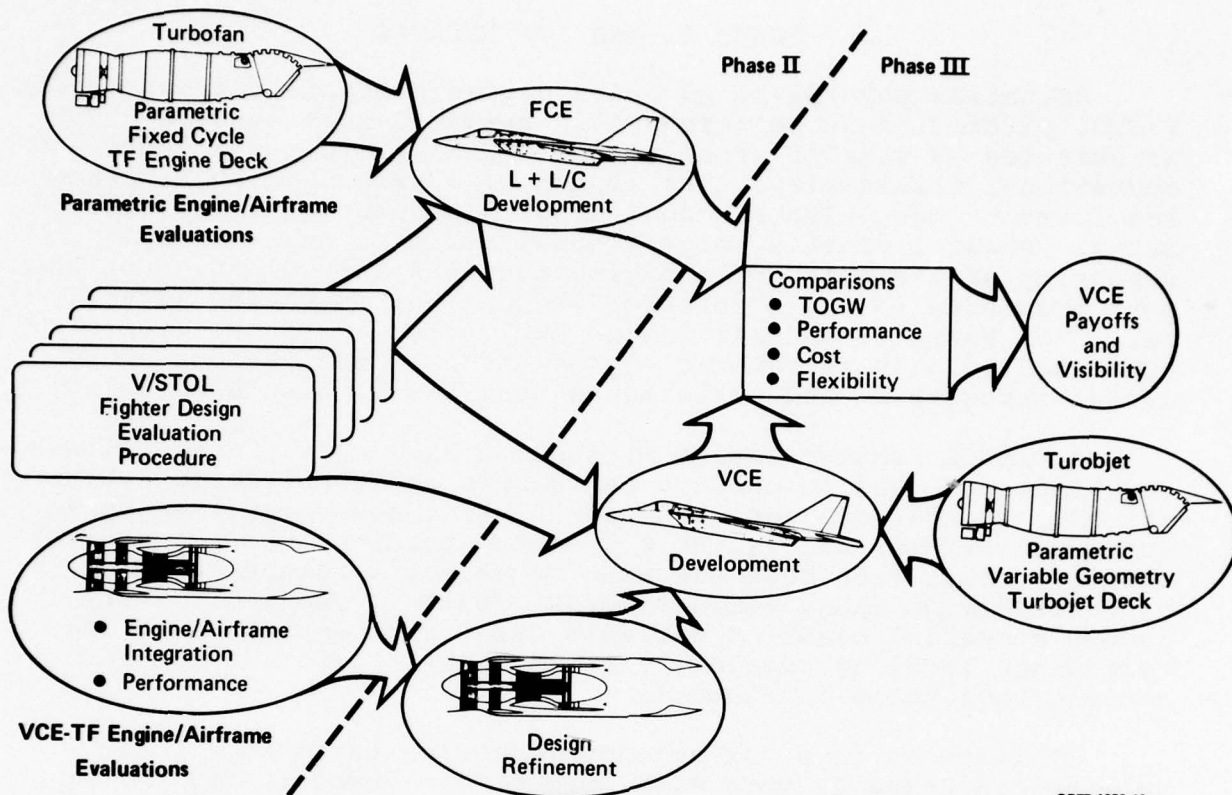 Turbofan
Parametric
Fixed Cycle
TF Engine Deck
Parametric Engine/Airframe
Evaluations
FCE
L + L/C
Development
Phase II
Phase III
Comparisons
● TOGW
● Performance
● Cost
● Flexibility
VCE
Payoffs
and
Visibility
V/STOL
Fighter Design
Evaluation
Procedure
VCE
Development
Turobjet
Parametric
Variable Geometry
Turbojet Deck
● Engine/Airframe
Integration
● Performance
VCE-TF Engine/Airframe
Evaluations
Design
Refinement